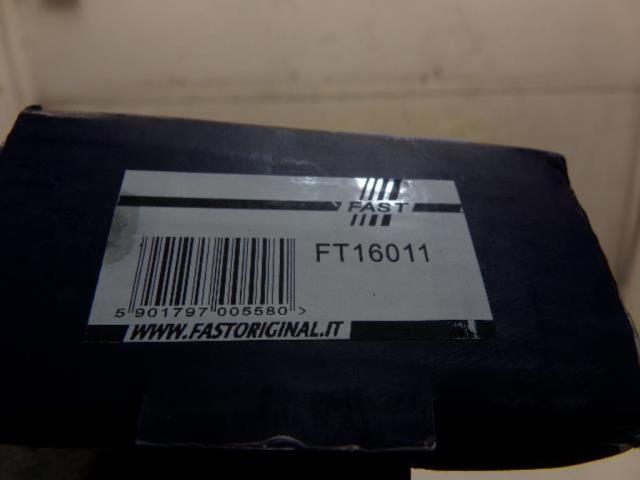 FAST
FT16011
5 901797 005580 >
WWW.FASTORIGINAL.IT